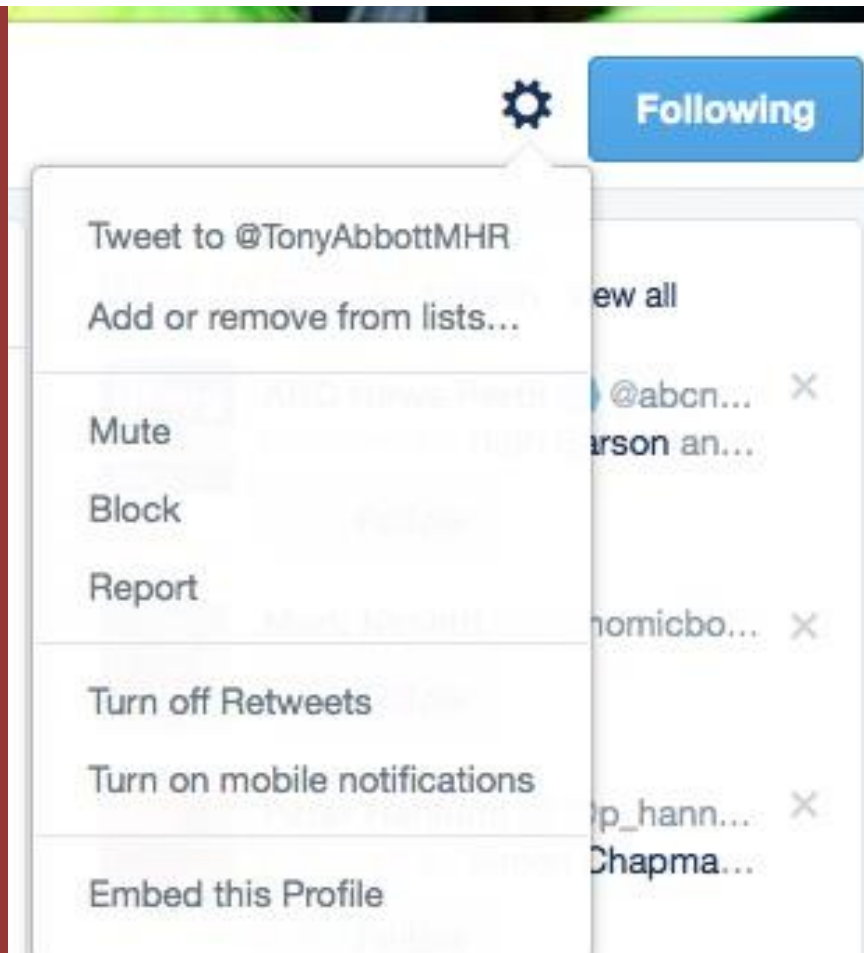 Following
Tweet to @TonyAbbottMHR
Add or remove from lists...
ew all
@abcn...
Mute
arson an...
Block
Report
nomicbo...
Turn off Retweets
Turn on mobile notifications
p_hann...
Chapma...
Embed this Profile